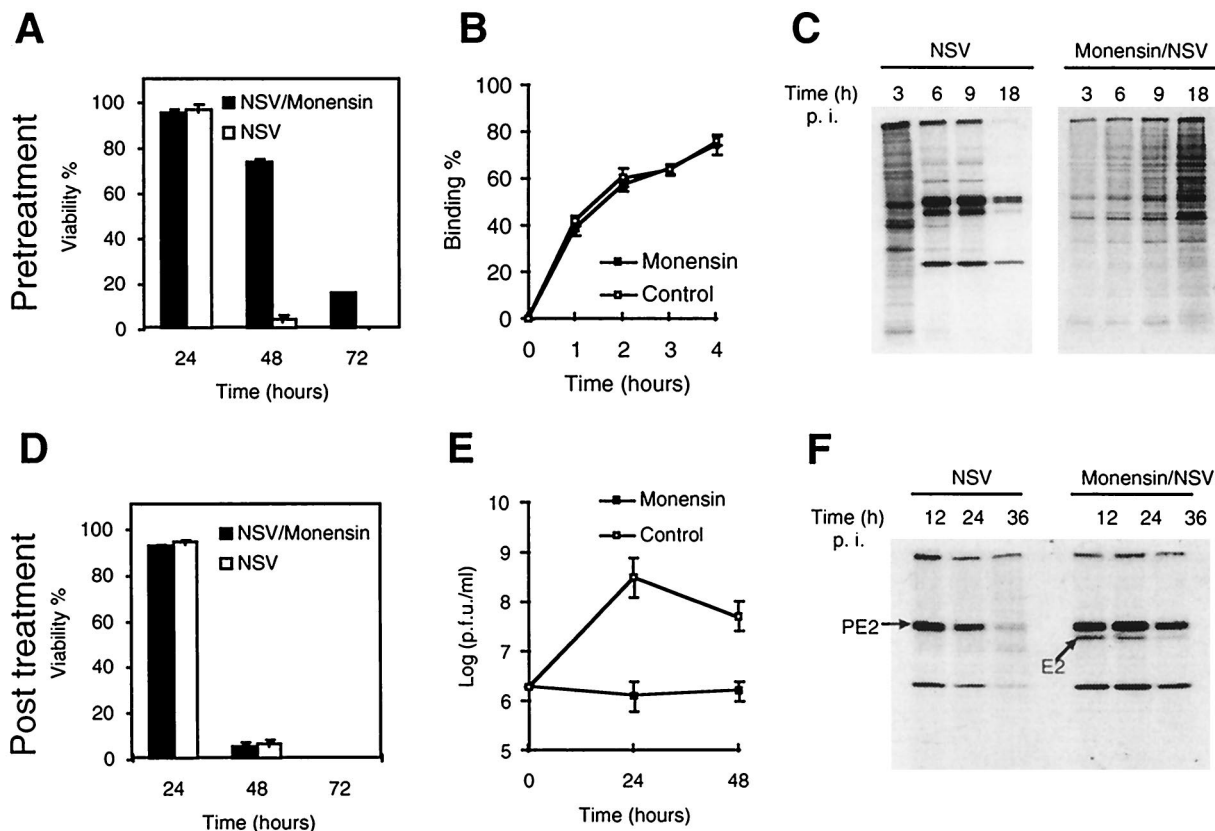 A
Pretreatment
Viability %
100
80
60
40
20
0
NSV/Monensin
NSV
24 48 72
Time (hours)
B
Binding %
100
80
60
40
20
0
Monensin
Control
0 1 2 3 4
Time (hours)
C
NSV Monensin/NSV
Time (h) 3 6 9 18 3 6 9 18
p. i.
D
Post treatment
Viability %
100
80
60
40
20
0
NSV/Monensin
NSV
24 48 72
Time (hours)
E
Log (p.f.u./ml)
10
9
8
7
6
5
Monensin
Control
0 24 48
Time (hours)
F
NSV Monensin/NSV
Time (h) 12 24 36 12 24 36
p. i.
PE2
E2